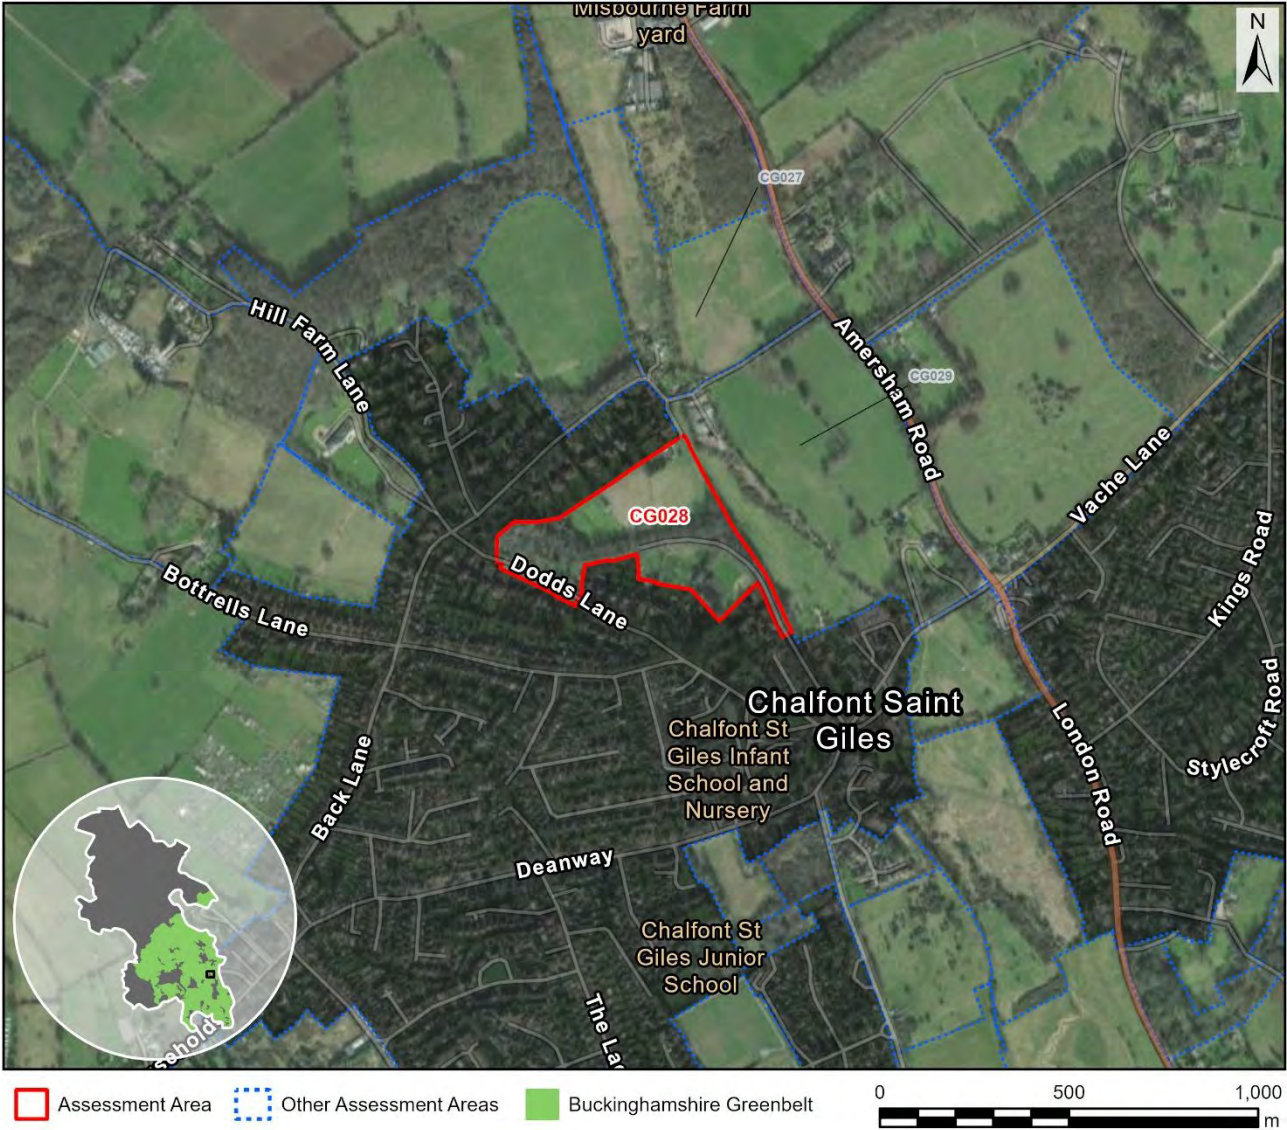 Misbourne Farm
yard
N
CG027
Hill Farm Lane
Amersham Road
CG029
Vache Lane
CG028
Kings Road
Dodds Lane
Bottrells Lane
Chalfont Saint
Giles
Chalfont St
Giles Infant
School and
Nursery
Stylecroft Road
London Road
Back Lane
Deanway
Chalfont St
Giles Junior
School
The La
sehold
Assessment Area
Other Assessment Areas
Buckinghamshire Greenbelt
0 500 1,000
m